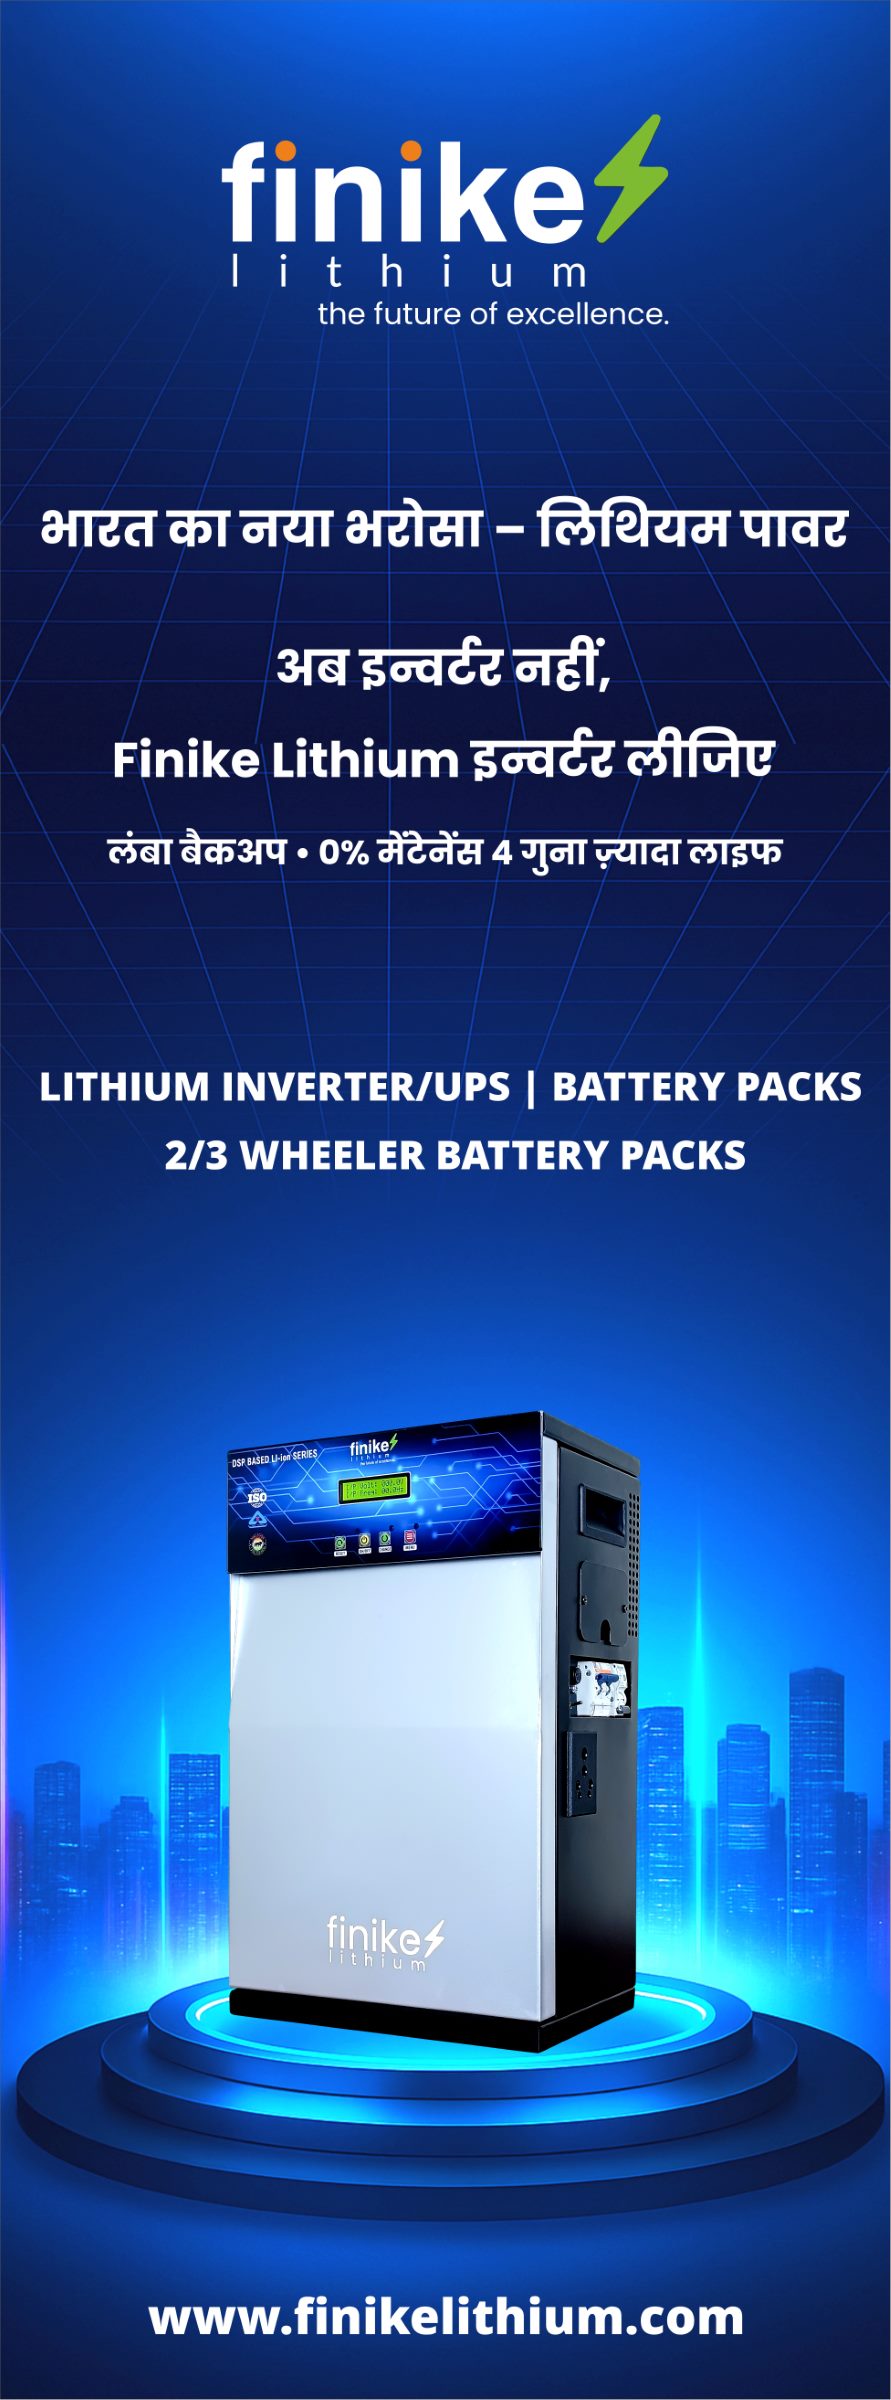 finike
lithium
the future of excellence.
भारत का नया भरोसा – लिथियम पावर
अब इन्वर्टर नहीं,
Finike Lithium इन्वर्टर लीजिए
लंबा बैकअप • 0% मेंटेनेंस 4 गुना ज़्यादा लाइफ
LITHIUM INVERTER/UPS | BATTERY PACKS
2/3 WHEELER BATTERY PACKS
DSP BASED LI-ion SERIES
finike
lithium
ISO
finike
lithium
www.finikelithium.com